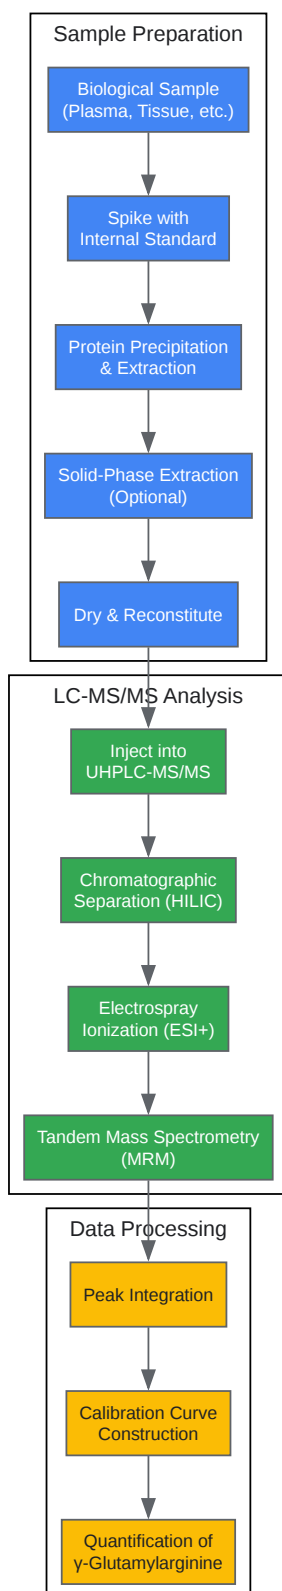 Sample Preparation
Biological Sample
(Plasma, Tissue, etc.)
Spike with
Internal Standard
Protein Precipitation
& Extraction
Solid-Phase Extraction
(Optional)
Dry & Reconstitute
LC-MS/MS Analysis
Inject into
UHPLC-MS/MS
Chromatographic
Separation (HILIC)
Electrospray
Ionization (ESI+)
Tandem Mass Spectrometry
(MRM)
Data Processing
Peak Integration
Calibration Curve
Construction
Quantification of
γ-Glutamylarginine